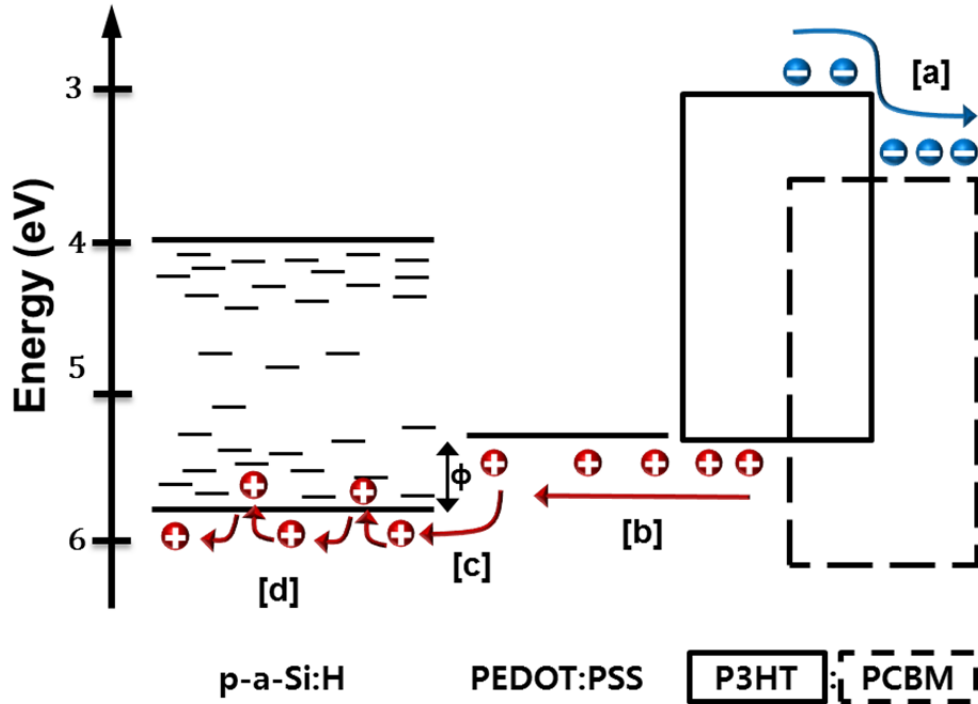 Energy (eV)
3
4
5
6
[a]
[b]
[c]
[d]
ϕ
p-a-Si:H
PEDOT:PSS
P3HT : PCBM